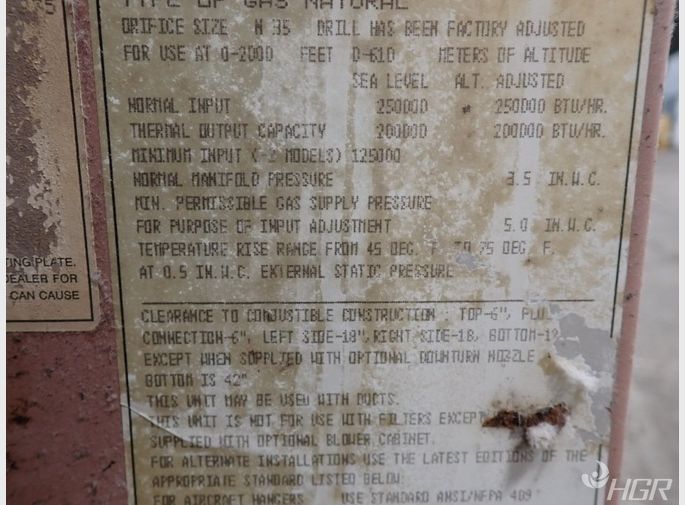 TYPE OF GAS NATURAL
ORIFICE SIZE N 35 DRILL HAS BEEN FACTORY ADJUSTED
FOR USE AT 0-2000 FEET 0-610 METERS OF ALTITUDE
SEA LEVEL ALT. ADJUSTED
NORMAL INPUT 250000 250000 BTU/HR.
THERMAL OUTPUT CAPACITY 200000 200000 BTU/HR.
MINIMUM INPUT (-2 MODELS) 125000
NORMAL MANIFOLD PRESSURE 3.5 IN.W.C.
MIN. PERMISSIBLE GAS SUPPLY PRESSURE
FOR PURPOSE OF INPUT ADJUSTMENT 5.0 IN.W.C.
TEMPERATURE RISE RANGE FROM 45 DEG. F. TO 75 DEG. F.
AT 0.5 IN.W.C. EXTERNAL STATIC PRESSURE
TING PLATE.
DEALER FOR
CAN CAUSE
CLEARANCE TO COMBUSTIBLE CONSTRUCTION : TOP-6", FLUE
CONNECTION-6", LEFT SIDE-18", RIGHT SIDE-18, BOTTOM-
EXCEPT WHEN SUPPLIED WITH OPTIONAL DOWNTURN NOZZLE
BOTTOM IS 42"
THIS UNIT MAY BE USED WITH DUCTS.
THIS UNIT IS NOT FOR USE WITH FILTERS EXCEPT
SUPPLIED WITH OPTIONAL BLOWER CABINET.
FOR ALTERNATE INSTALLATIONS USE THE LATEST EDITIONS OF THE
APPROPRIATE STANDARD LISTED BELOW:
FOR AIRCRAFT HANGERS USE STANDARD ANSI/NFPA 409
HGR